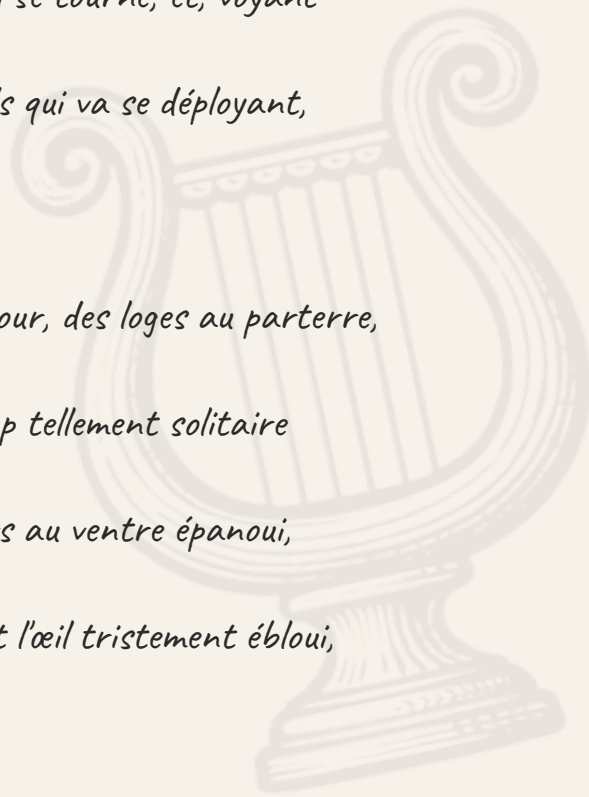 se tourne, et, voyant
s qui va se déployant,
our, des loges au parterre,
p tellement solitaire
s au ventre épanoui,
t l'œil tristement ébloui,